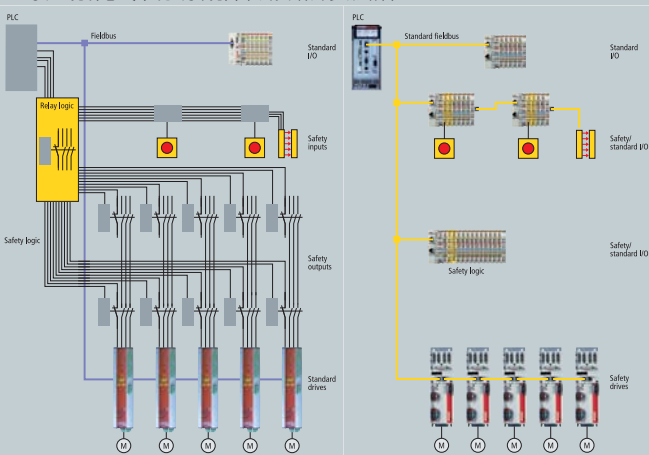 PLC
Fieldbus
Standard
I/O
Relay logic
Safety
inputs
Safety logic
Safety
outputs
Standard
drives
M
M
M
M
M
PLC
Standard fieldbus
Standard
I/O
Safety/
standard I/O
Safety/
standard I/O
Safety logic
Safety
drives
M
M
M
M
M